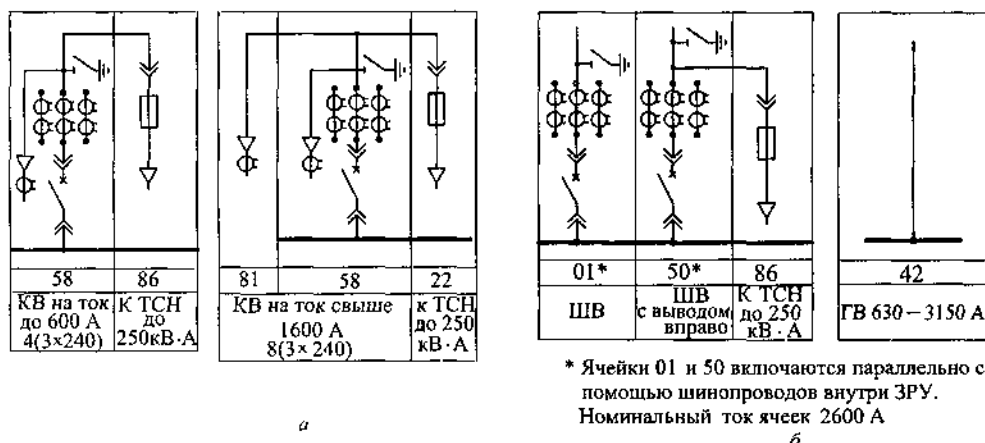 58
86
КВ на ток
до 600 А
4(3×240)
К ТСН
до
250кВ·А
81
58
22
КВ на ток свыше
1600 А
8(3×240)
к ТСН
до 250
кВ·А
а
01*
50*
86
ШВ
ШВ
с выводом
вправо
К ТСН
до 250
кВ·А
42
ГВ 630—3150 А
* Ячейки 01 и 50 включаются параллельно с
помощью шинопроводов внутри ЗРУ.
Номинальный ток ячеек 2600 А
б